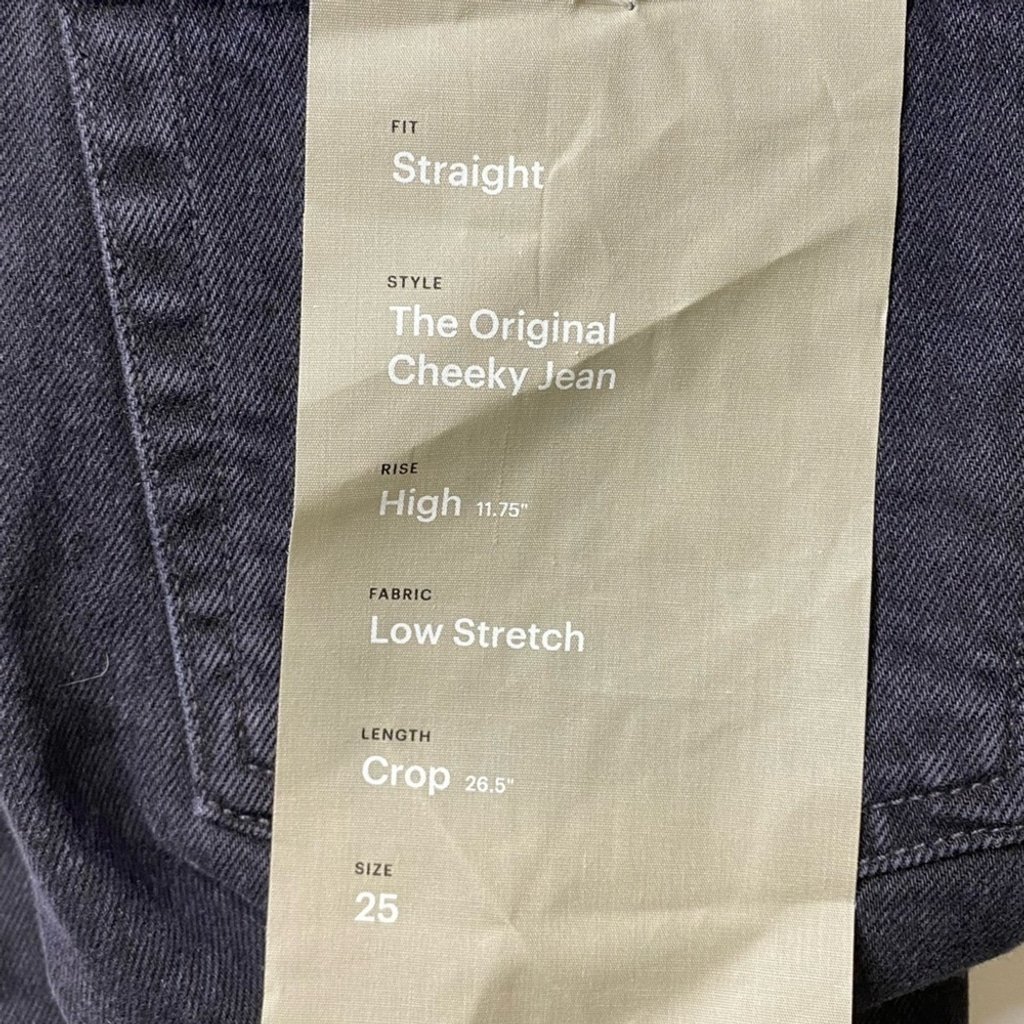 FIT
Straight
STYLE
The Original
Cheeky Jean
RISE
High 11.75"
FABRIC
Low Stretch
LENGTH
Crop 26.5"
SIZE
25